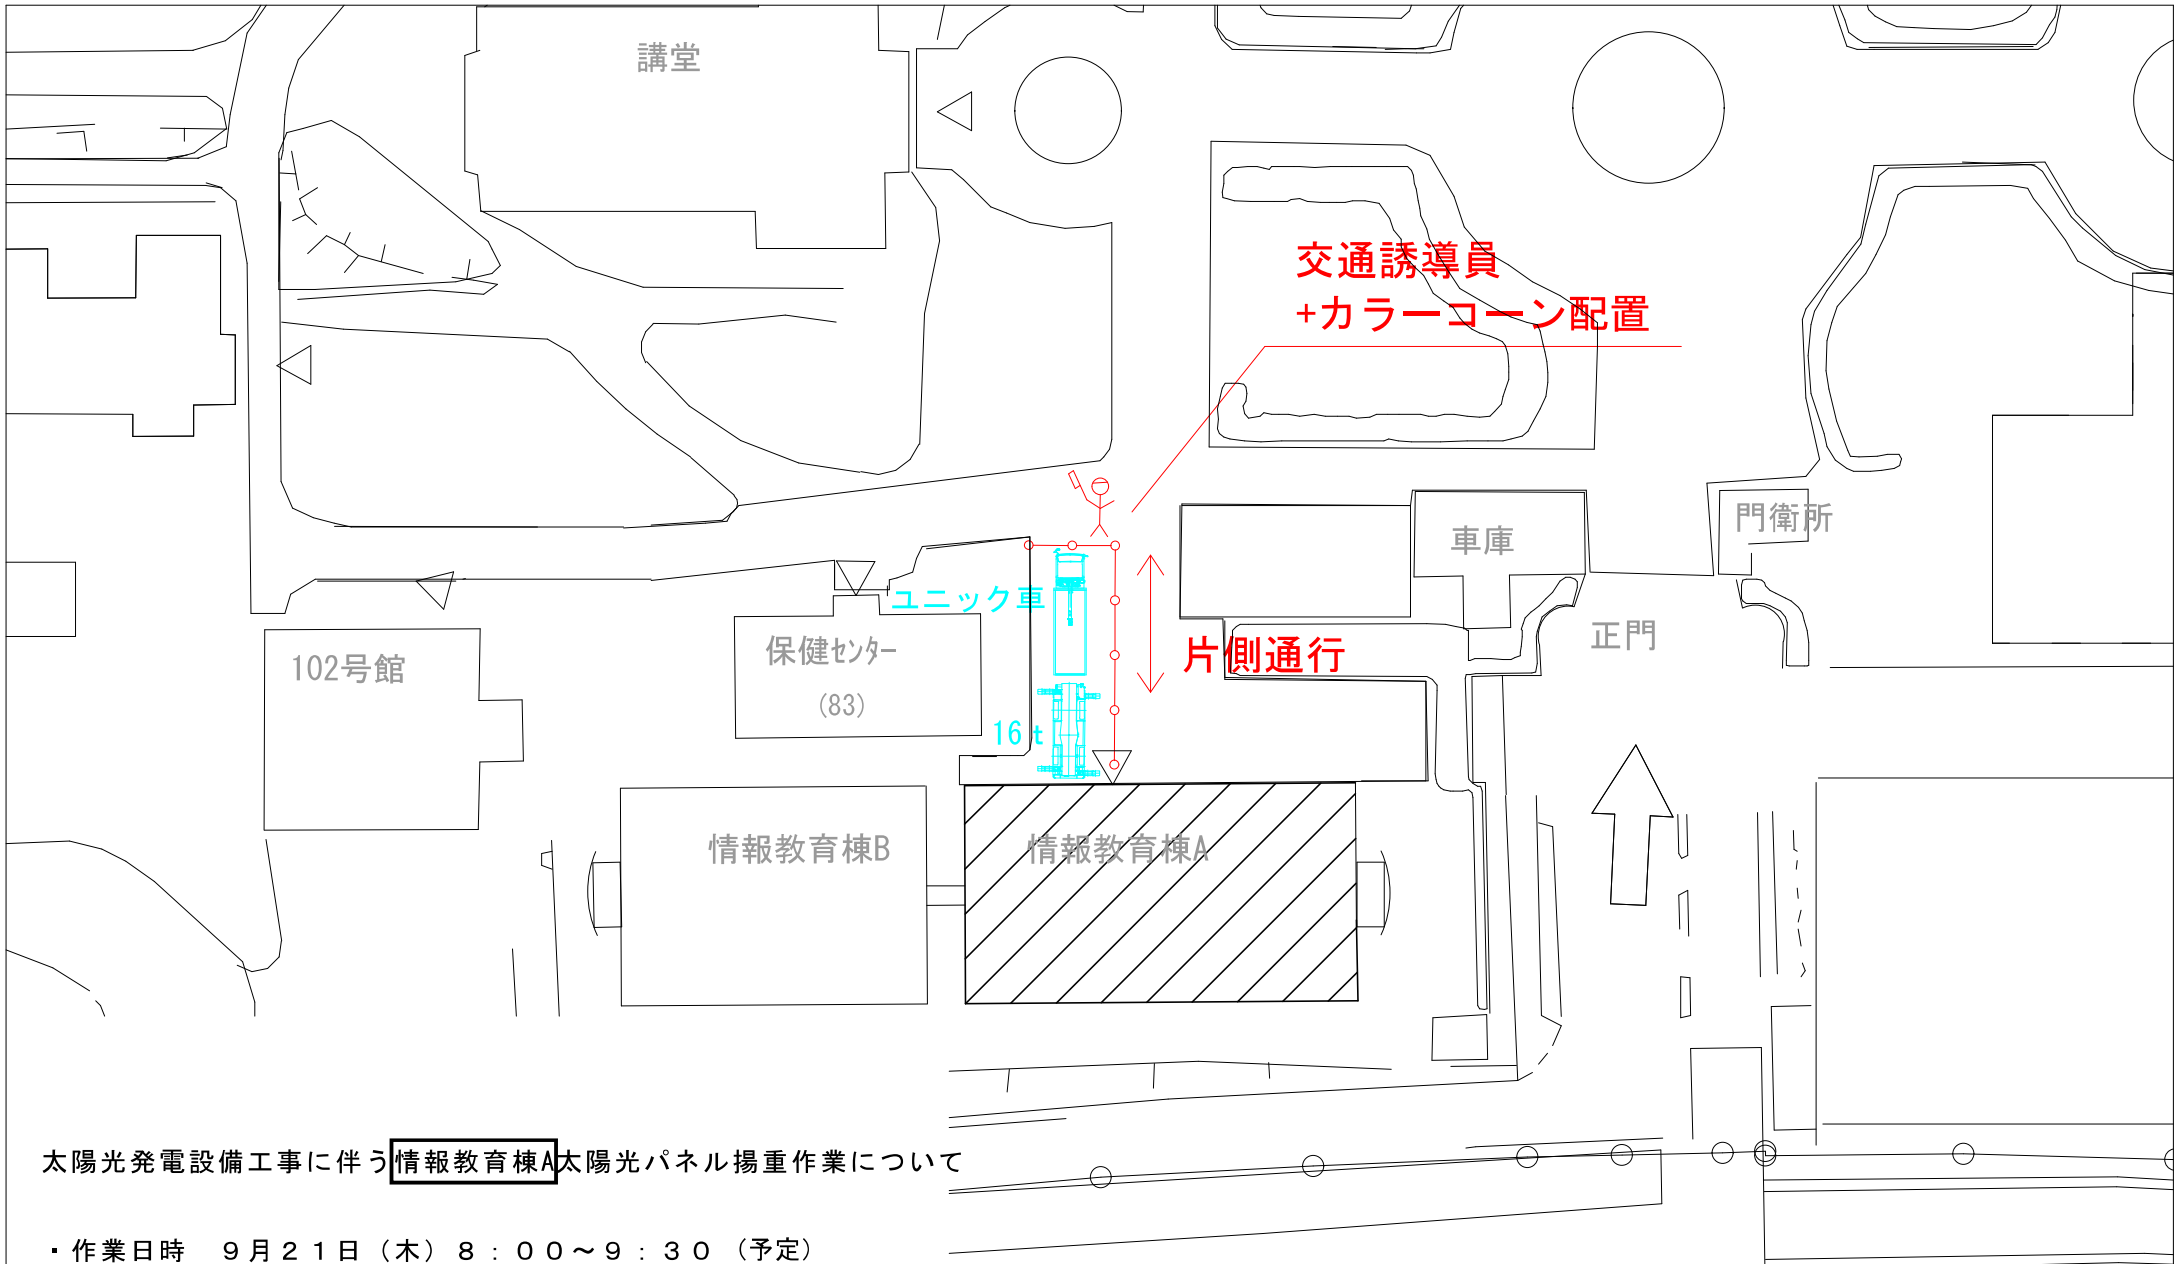 講堂
交通誘導員
+カラーコーン配置
車庫
門衛所
ユニック車
正門
片側通行
保健センター
(83)
102号館
16t
情報教育棟B
情報教育棟A
太陽光発電設備工事に伴う情報教育棟A太陽光パネル揚重作業について
・作業日時　９月２１日（木）８：００～９：３０（予定）